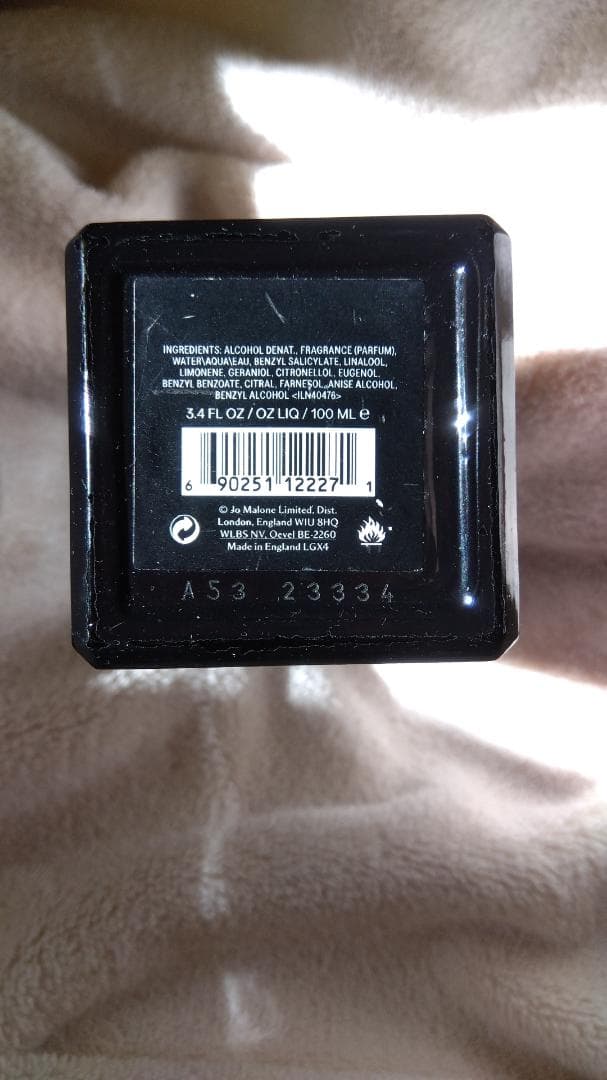 INGREDIENTS: ALCOHOL DENAT., FRAGRANCE (PARFUM),
WATER\AQUA\EAU, BENZYL SALICYLATE, LINALOOL,
LIMONENE, GERANIOL, CITRONELLOL, EUGENOL,
BENZYL BENZOATE, CITRAL, FARNESOL, ANISE ALCOHOL,
BENZYL ALCOHOL <ILN40476>
3.4 FL OZ / OZ LIQ / 100 ML ℮
6 90251 12227 1
© Jo Malone Limited. Dist.
London, England W1U 8HQ
WLBS NV. Oevel BE-2260
Made in England LGX4
A53 23334